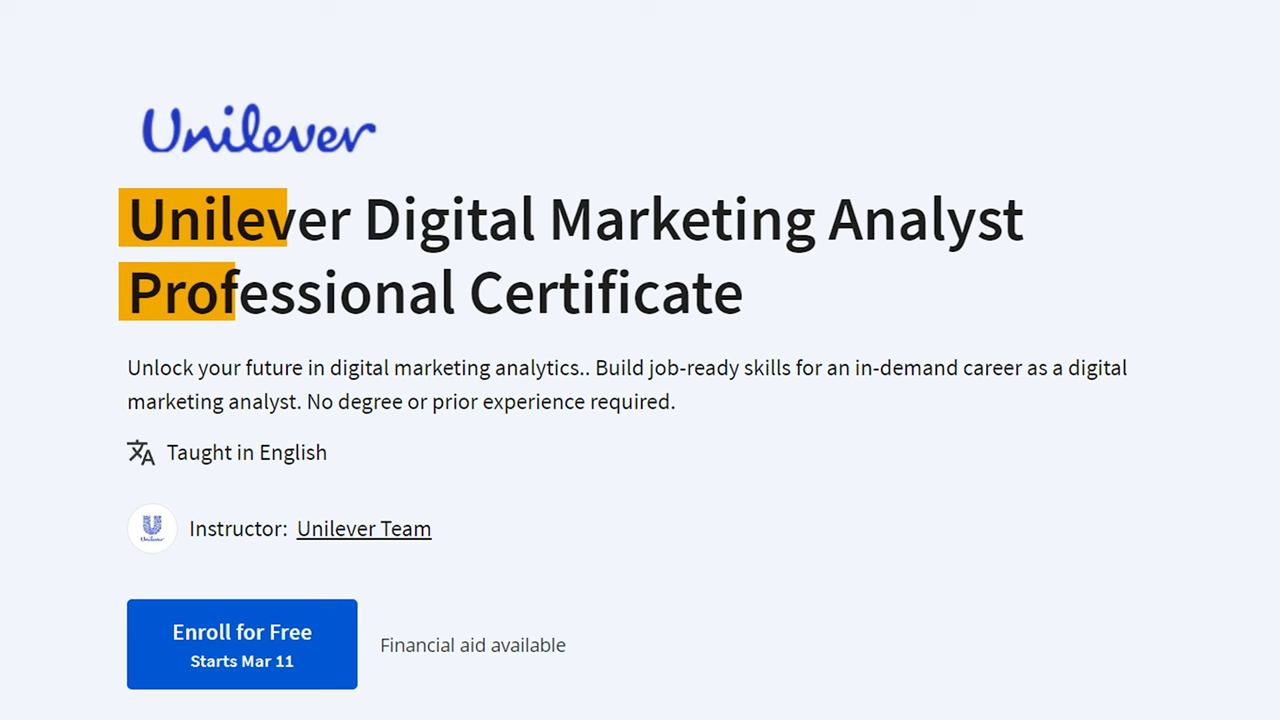 Unilever
Unilever Digital Marketing Analyst
Professional Certificate
Unlock your future in digital marketing analytics.. Build job-ready skills for an in-demand career as a digital
marketing analyst. No degree or prior experience required.
Taught in English
Unilever
Instructor: Unilever Team
Enroll for Free
Starts Mar 11
Financial aid available